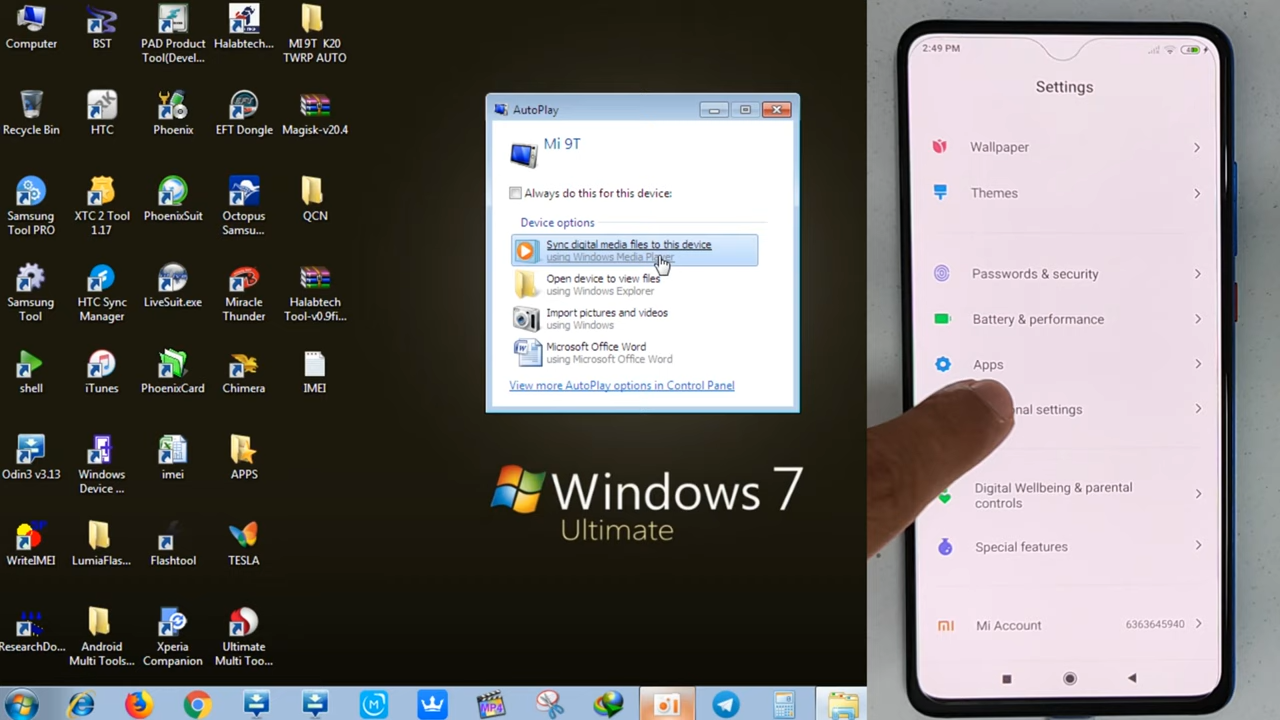 Computer
BST
PAD Product
Tool(Devel...
Halabtech...
MI 9T K20
TWRP AUTO
Recycle Bin
HTC
Phoenix
EFT Dongle
Magisk-v20.4
Samsung
Tool PRO
XTC 2 Tool
1.17
PhoenixSuit
Octopus
Samsu...
QCN
Samsung
Tool
HTC Sync
Manager
LiveSuit.exe
Miracle
Thunder
Halabtech
Tool-v0.9fi...
shell
iTunes
PhoenixCard
Chimera
IMEI
Odin3 v3.13
Windows
Device ...
imei
APPS
WriteIMEI
LumiaFlas...
Flashtool
TESLA
ResearchDo...
Android
Multi Tools...
Xperia
Companion
Ultimate
Multi Too...
AutoPlay
Mi 9T
Always do this for this device:
Device options
Sync digital media files to this device
using Windows Media Player
Open device to view files
using Windows Explorer
Import pictures and videos
using Windows
Microsoft Office Word
using Microsoft Office Word
View more AutoPlay options in Control Panel
Windows 7
Ultimate
MP4
2:49 PM
Settings
Wallpaper
Themes
Passwords & security
Battery & performance
Apps
nal settings
Digital Wellbeing & parental
controls
Special features
Mi Account
6363645940